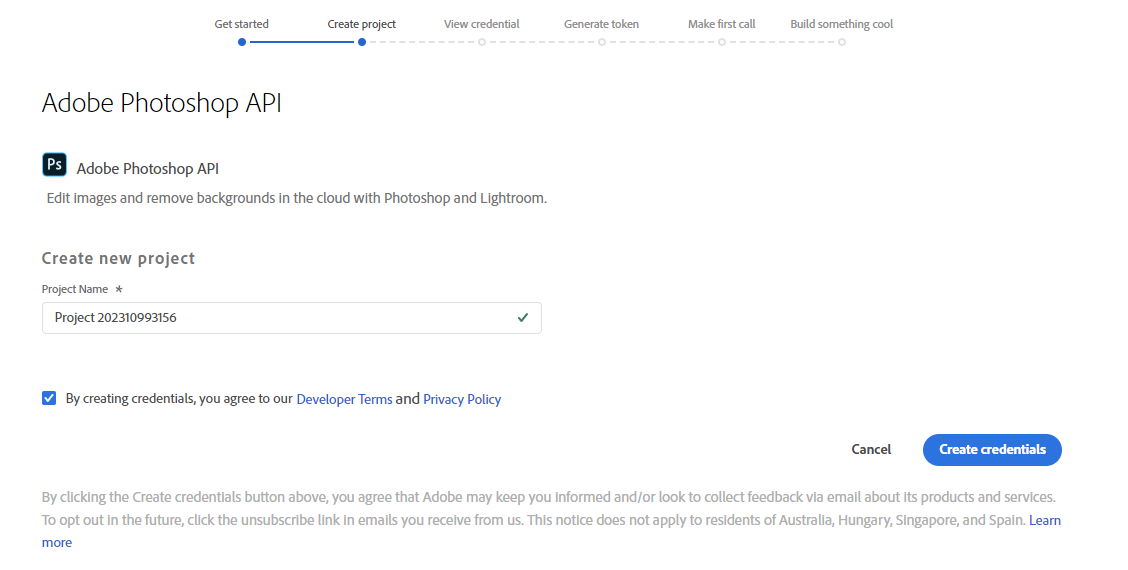 Get started Create project View credential Generate token Make first call Build something cool
Adobe Photoshop API
Ps Adobe Photoshop API
Edit images and remove backgrounds in the cloud with Photoshop and Lightroom.
Create new project
Project Name *
Project 202310993156
By creating credentials, you agree to our Developer Terms and Privacy Policy
Cancel Create credentials
By clicking the Create credentials button above, you agree that Adobe may keep you informed and/or look to collect feedback via email about its products and services.
To opt out in the future, click the unsubscribe link in emails you receive from us. This notice does not apply to residents of Australia, Hungary, Singapore, and Spain. Learn
more